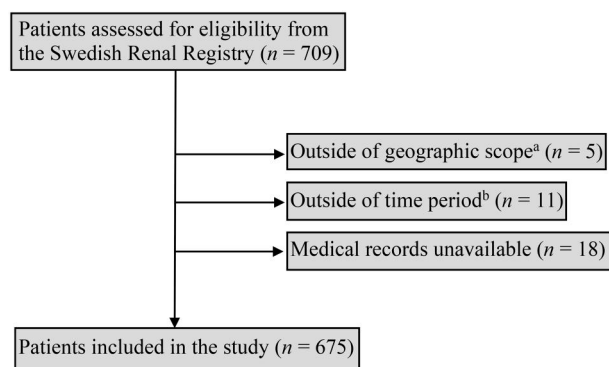 Patients assessed for eligibility from
the Swedish Renal Registry (n = 709)
Outside of geographic scopeᵃ (n = 5)
Outside of time periodᵇ (n = 11)
Medical records unavailable (n = 18)
Patients included in the study (n = 675)